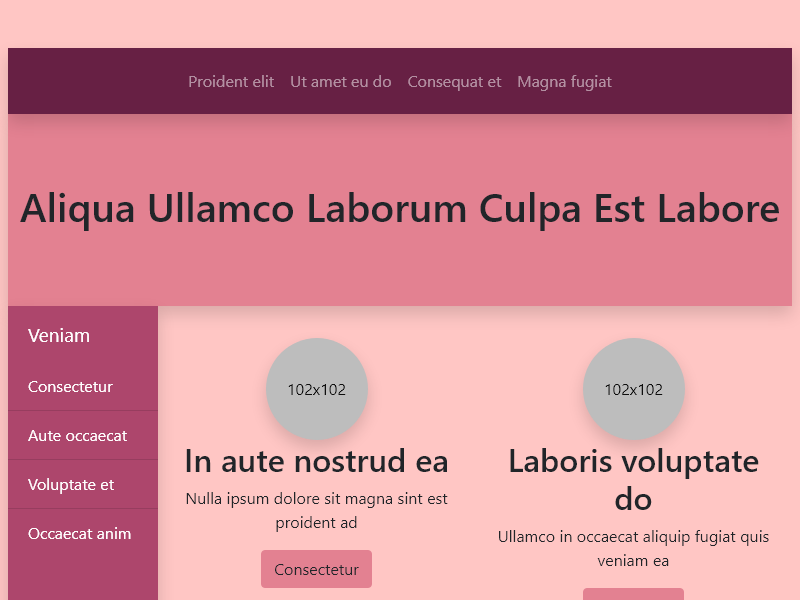 Proident elit Ut amet eu do Consequat et Magna fugiat
Aliqua Ullamco Laborum Culpa Est Labore
Veniam
Consectetur
Aute occaecat
Voluptate et
Occaecat anim
102x102
In aute nostrud ea
Nulla ipsum dolore sit magna sint est
proident ad
Consectetur
102x102
Laboris voluptate
do
Ullamco in occaecat aliquip fugiat quis
veniam ea